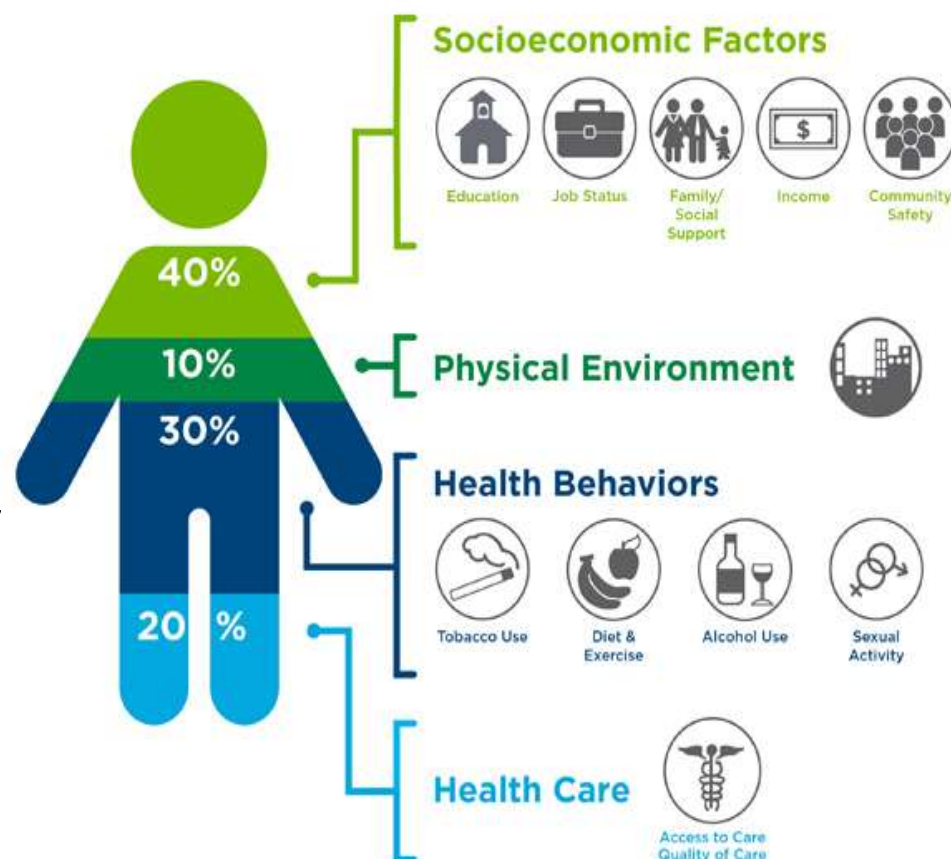 Socioeconomic Factors
$
Education
Job Status
Family/
Social
Support
Income
Community
Safety
40%
10%
Physical Environment
30%
Health Behaviors
Tobacco Use
Diet &
Exercise
Alcohol Use
Sexual
Activity
20 %
Health Care
Access to Care
Quality of Care